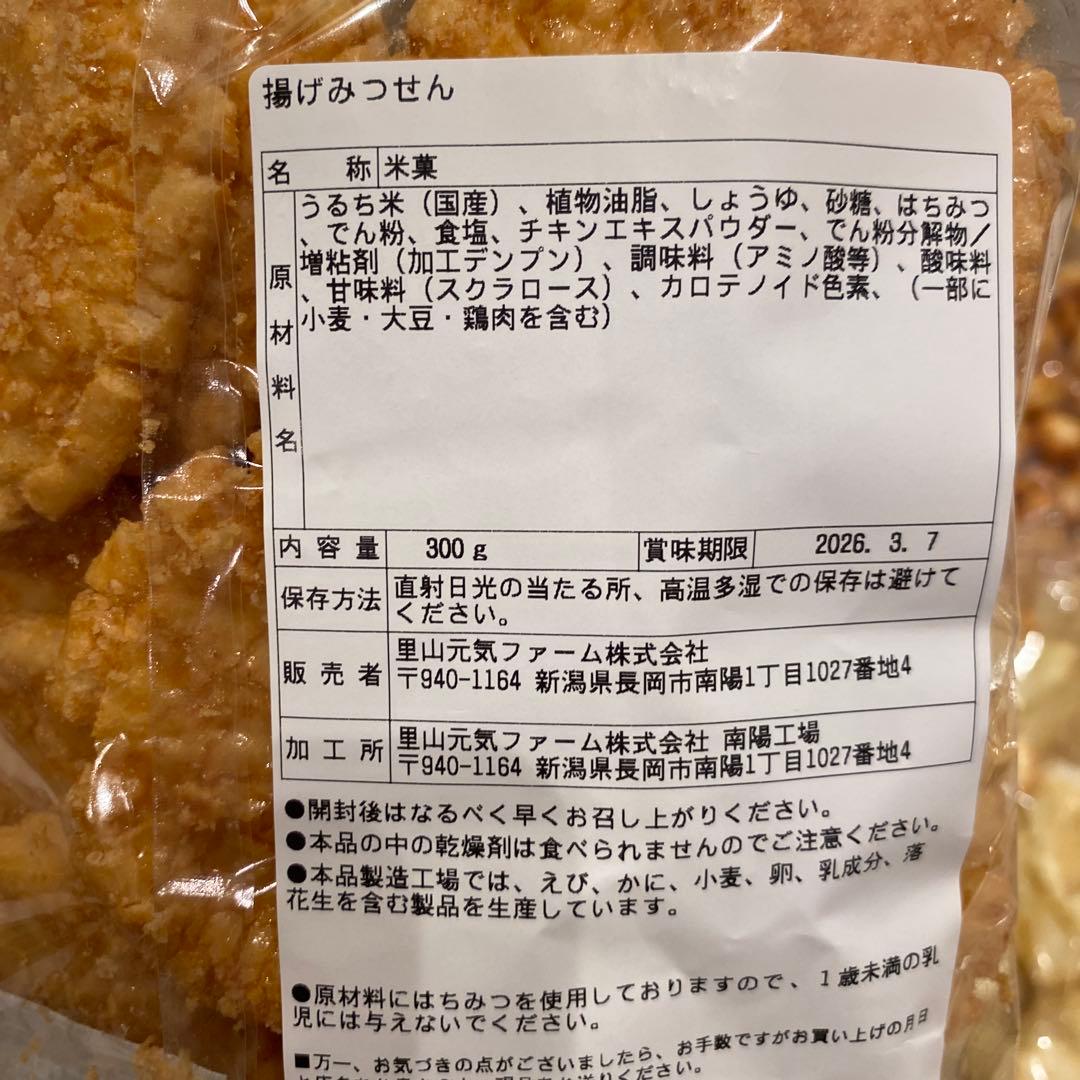 揚げみつせん
名称 米菓
原材料名
うるち米（国産）、植物油脂、しょうゆ、砂糖、はちみつ
、でん粉、食塩、チキンエキスパウダー、でん粉分解物／
増粘剤（加工デンプン）、調味料（アミノ酸等）、酸味料
、甘味料（スクラロース）、カロテノイド色素、（一部に
小麦・大豆・鶏肉を含む）
内容量 300g 賞味期限 2026. 3. 7
保存方法 直射日光の当たる所、高温多湿での保存は避けて
ください。
販売者 里山元気ファーム株式会社
〒940-1164 新潟県長岡市南陽1丁目1027番地4
加工所 里山元気ファーム株式会社 南陽工場
〒940-1164 新潟県長岡市南陽1丁目1027番地4
●開封後はなるべく早くお召し上がりください。
●本品の中の乾燥剤は食べられませんのでご注意ください。
●本品製造工場では、えび、かに、小麦、卵、乳成分、落
花生を含む製品を生産しています。
●原材料にはちみつを使用しておりますので、１歳未満の乳
児には与えないでください。
■万一、お気づきの点がございましたら、お手数ですがお買い上げの月日